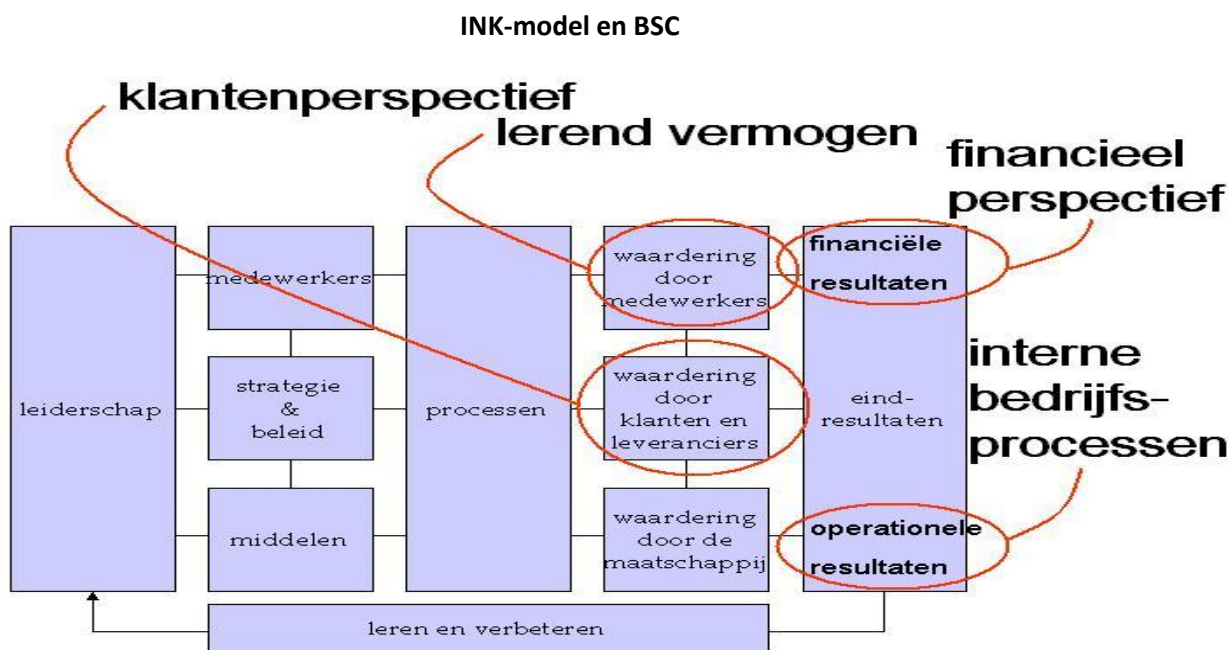 INK-model en BSC
klantenperspectief
lerend vermogen
financieel
perspectief
financiële
resultaten
waardering
door
medewerkers
medewerkers
interne
bedrijfs-
processen
leiderschap
strategie
&
beleid
processen
waardering
door
klanten en
leveranciers
eind-
resultaten
middelen
waardering
door de
maatschappij
operationele
resultaten
leren en verbeteren